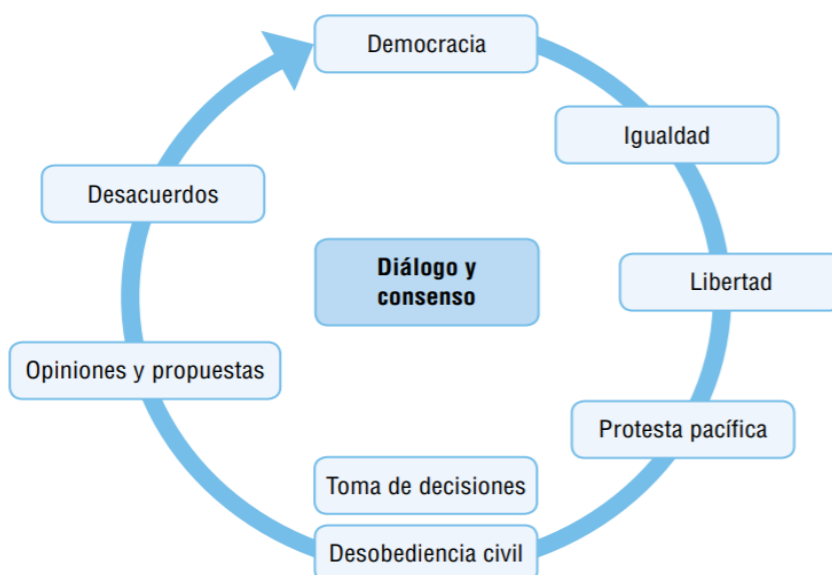 Democracia
Igualdad
Desacuerdos
Diálogo y
consenso
Libertad
Opiniones y propuestas
Protesta pacífica
Toma de decisiones
Desobediencia civil